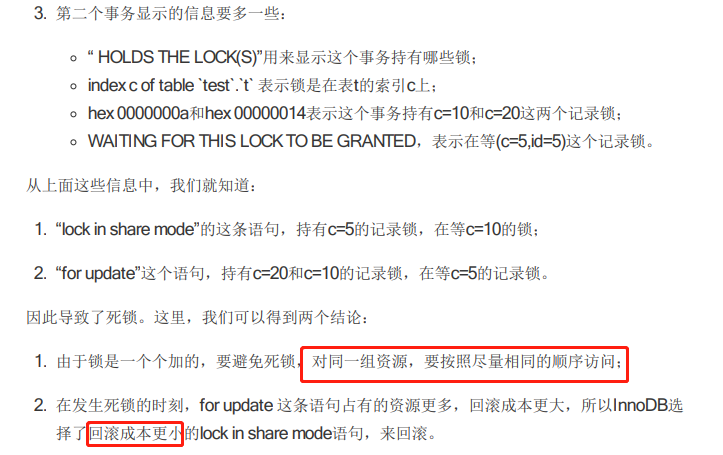 3. 第二个事务显示的信息要多一些：
“ HOLDS THE LOCK(S)”用来显示这个事务持有哪些锁；
index c of table `test`.`t` 表示锁是在表t的索引c上；
hex 0000000a和hex 00000014表示这个事务持有c=10和c=20这两个记录锁；
WAITING FOR THIS LOCK TO BE GRANTED，表示在等(c=5,id=5)这个记录锁。
从上面这些信息中，我们就知道：
1. “lock in share mode”的这条语句，持有c=5的记录锁，在等c=10的锁；
2. “for update”这个语句，持有c=20和c=10的记录锁，在等c=5的记录锁。
因此导致了死锁。这里，我们可以得到两个结论：
1. 由于锁是一个个加的，要避免死锁，对同一组资源，要按照尽量相同的顺序访问；
2. 在发生死锁的时刻，for update 这条语句占有的资源更多，回滚成本更大，所以InnoDB选
择了回滚成本更小的lock in share mode语句，来回滚。